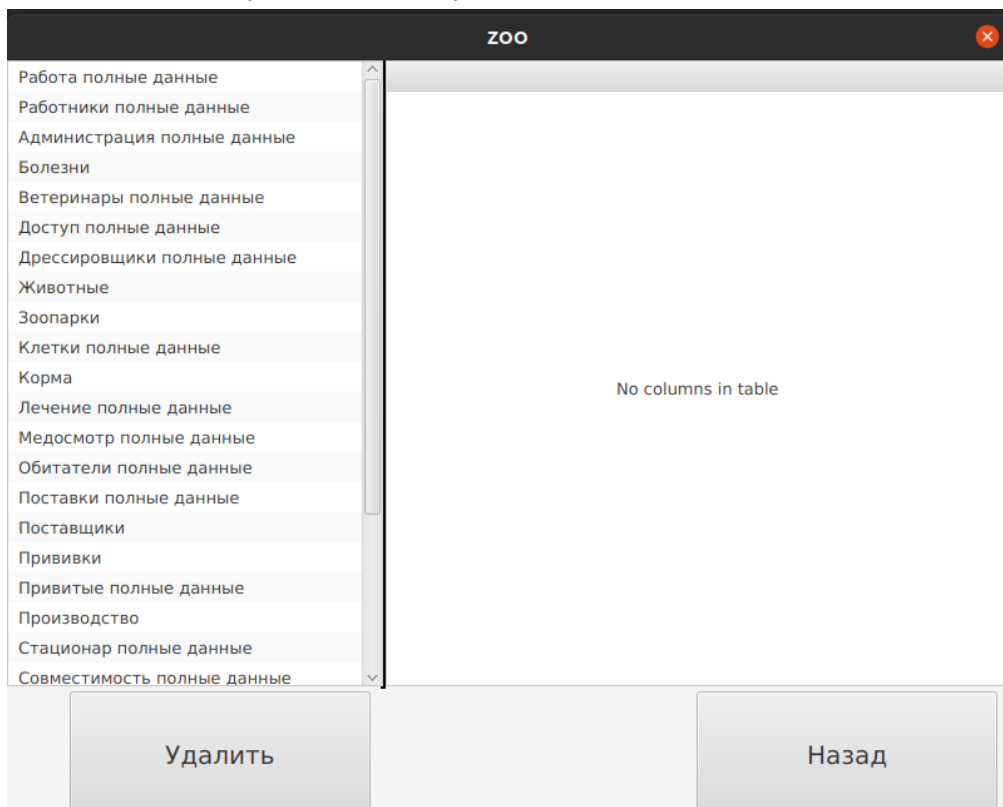 ZOO
Работа полные данные
Работники полные данные
Администрация полные данные
Болезни
Ветеринары полные данные
Доступ полные данные
Дрессировщики полные данные
Животные
Зоопарки
Клетки полные данные
Корма
Лечение полные данные
Медосмотр полные данные
Обитатели полные данные
Поставки полные данные
Поставщики
Прививки
Привитые полные данные
Производство
Стационар полные данные
Совместимость полные данные
No columns in table
Удалить
Назад